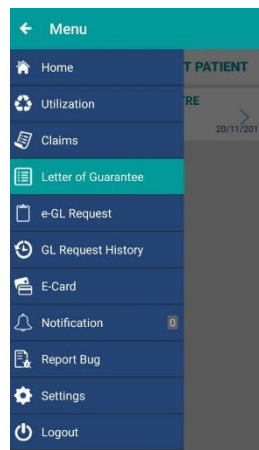 Menu
T PATIENT
Home
RE
Utilization
20/11/201
Claims
Letter of Guarantee
e-GL Request
GL Request History
E-Card
Notification 0
Report Bug
Settings
Logout